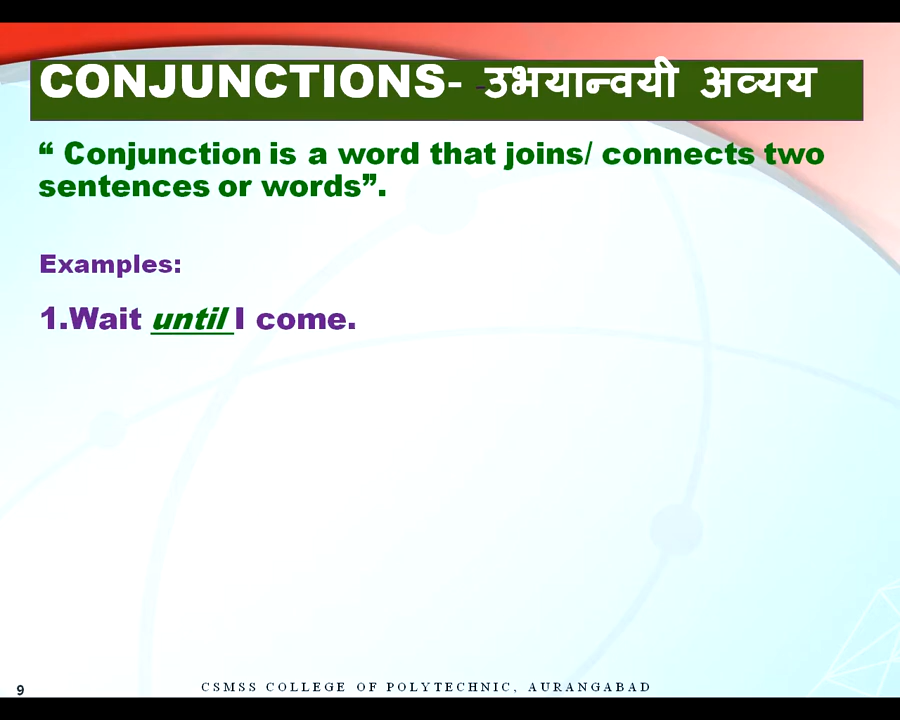 CONJUNCTIONS- -उभयान्वयी अव्यय
“ Conjunction is a word that joins/ connects two
sentences or words”.
Examples:
1.Wait until I come.
9
CSMSS COLLEGE OF POLYTECHNIC, AURANGABAD